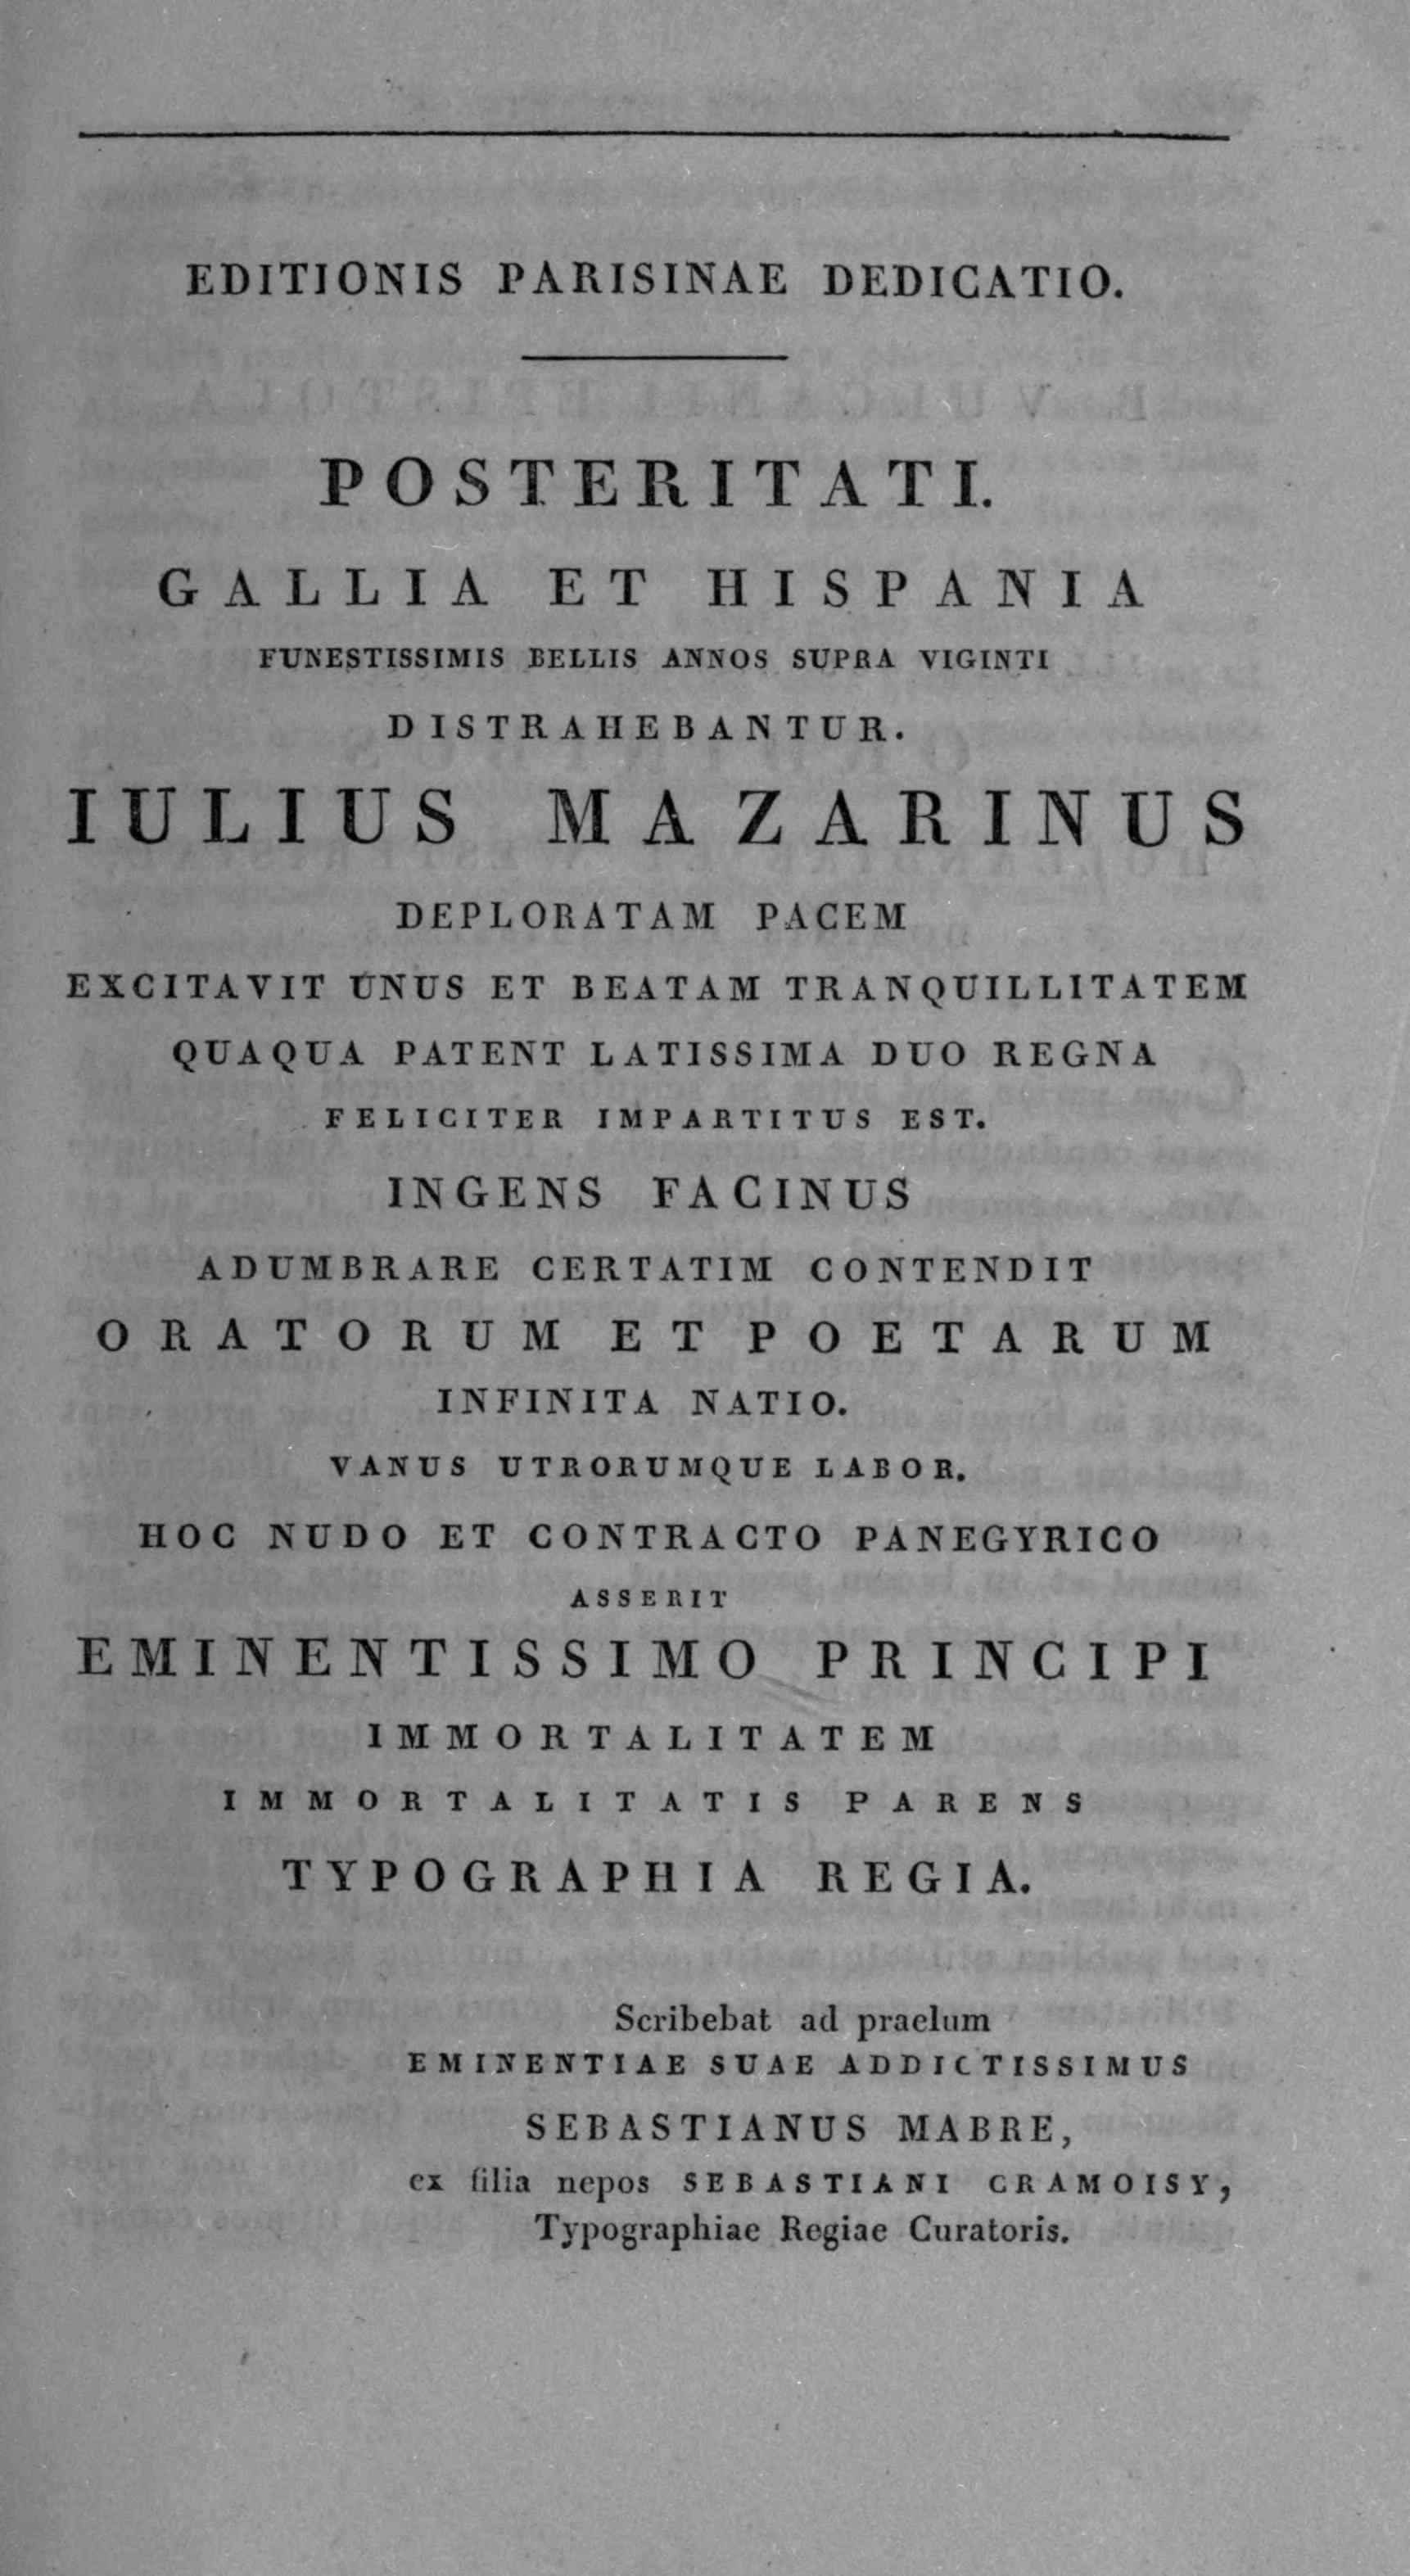 EDITIONIS PARISINAE DEDICATIO.
POSTERITATI.
GALLIA ET HISPANIA
FUNESTISSIMIS BELLIS ANNOS SUPRA VIGINTI
DISTRAHEBANTUR.
IULIUS MAZARINUS
DEPLORATAM PACEM
EXCITAVIT UNUS ET BEATAM TRANQUILLITATEM
QUAQUA PATENT LATISSIMA DUO REGNA
FELICITER IMPARTITUS EST.
INGENS FACINUS
ADUMBRARE CERTATIM CONTENDIT
ORATORUM ET POETARUM
INFINITA NATIO.
VANUS UTRORUMQUE LABOR.
HOC NUDO ET CONTRACTO PANEGYRICO
ASSERIT
EMINENTISSIMO PRINCIPI
IMMORTALITATEM
IMMORTALITATIS PARENS
TYPOGRAPHIA REGIA.
Scribebat ad praelum
EMINENTIAE SUAE ADDICTISSIMUS
SEBASTIANUS MABRE,
ex filia nepos SEBASTIANI CRAMOISY,
Typographiae Regiae Curatoris.